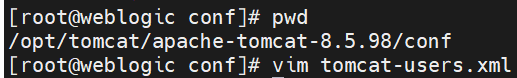 [root@weblogic conf]# pwd
/opt/tomcat/apache-tomcat-8.5.98/conf
[root@weblogic conf]# vim tomcat-users.xml